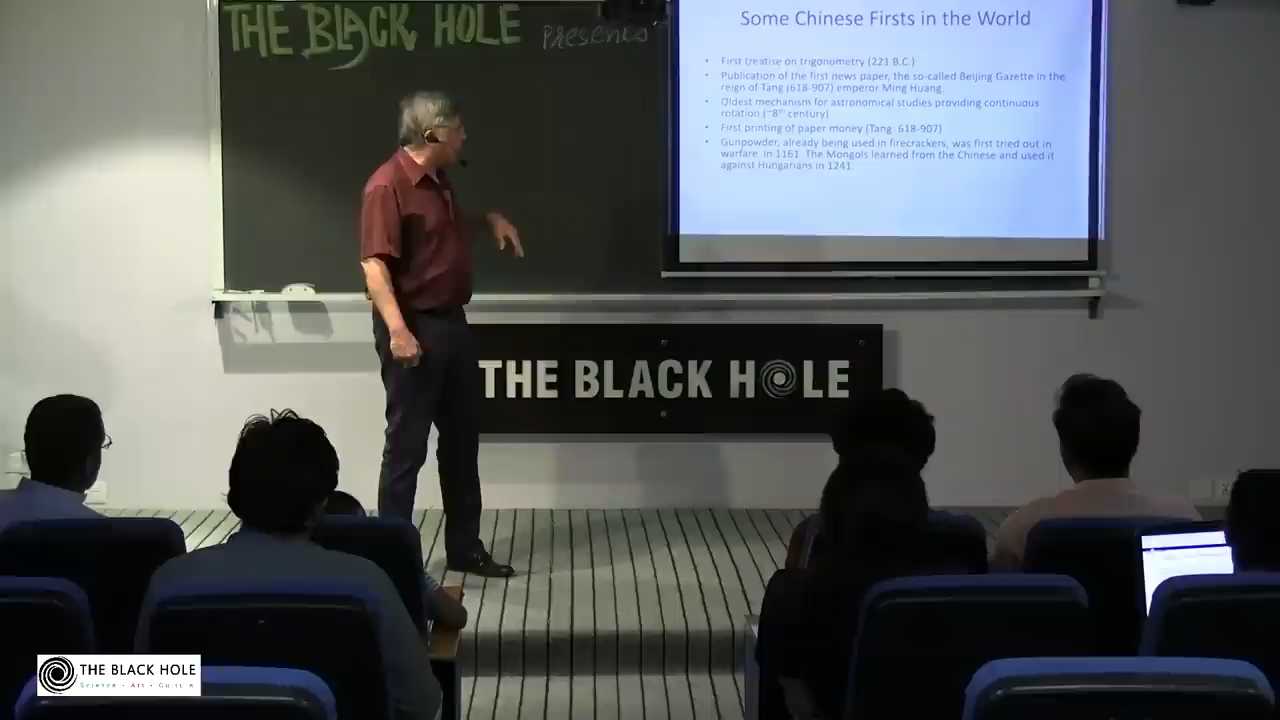 THE BLACK HOLE Presents
Some Chinese Firsts in the World
• First treatise on trigonometry (221 B.C.)
• Publication of the first news paper, the so-called Beijing Gazette in the
reign of Tang (618-907) emperor Ming Huang.
• Oldest mechanism for astronomical studies providing continuous
rotation (~8th century)
• First printing of paper money (Tang 618-907)
• Gunpowder, already being used in firecrackers, was first tried out in
warfare in 1161. The Mongols learned from the Chinese and used it
against Hungarians in 1241.
THE BLACK HOLE
THE BLACK HOLE
Science • Art • Culture